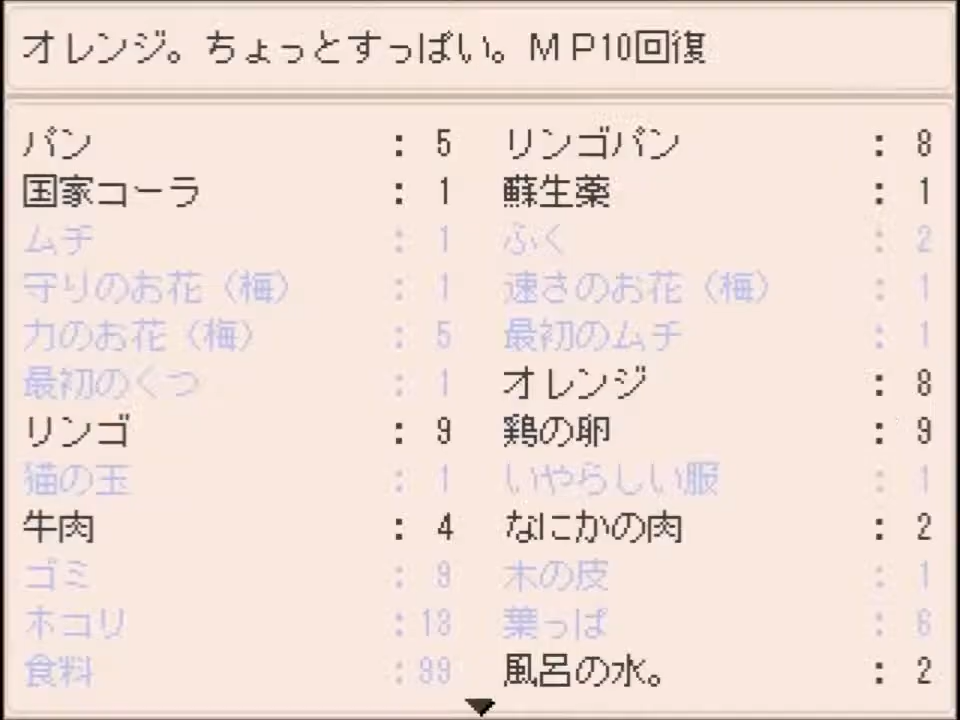 オレンジ。ちょっとすっぱい。ＭＰ10回復
パン : 5 リンゴパン : 8
国家コーラ : 1 蘇生薬 : 1
ムチ : 1 ふく : 2
守りのお花（梅） : 1 速さのお花（梅） : 1
力のお花（梅） : 5 最初のムチ : 1
最初のくつ : 1 オレンジ : 8
リンゴ : 9 鶏の卵 : 9
猫の玉 : 1 いやらしい服 : 1
牛肉 : 4 なにかの肉 : 2
ゴミ : 9 木の皮 : 1
ホコリ : 13 葉っぱ : 6
食料 : 99 風呂の水。 : 2